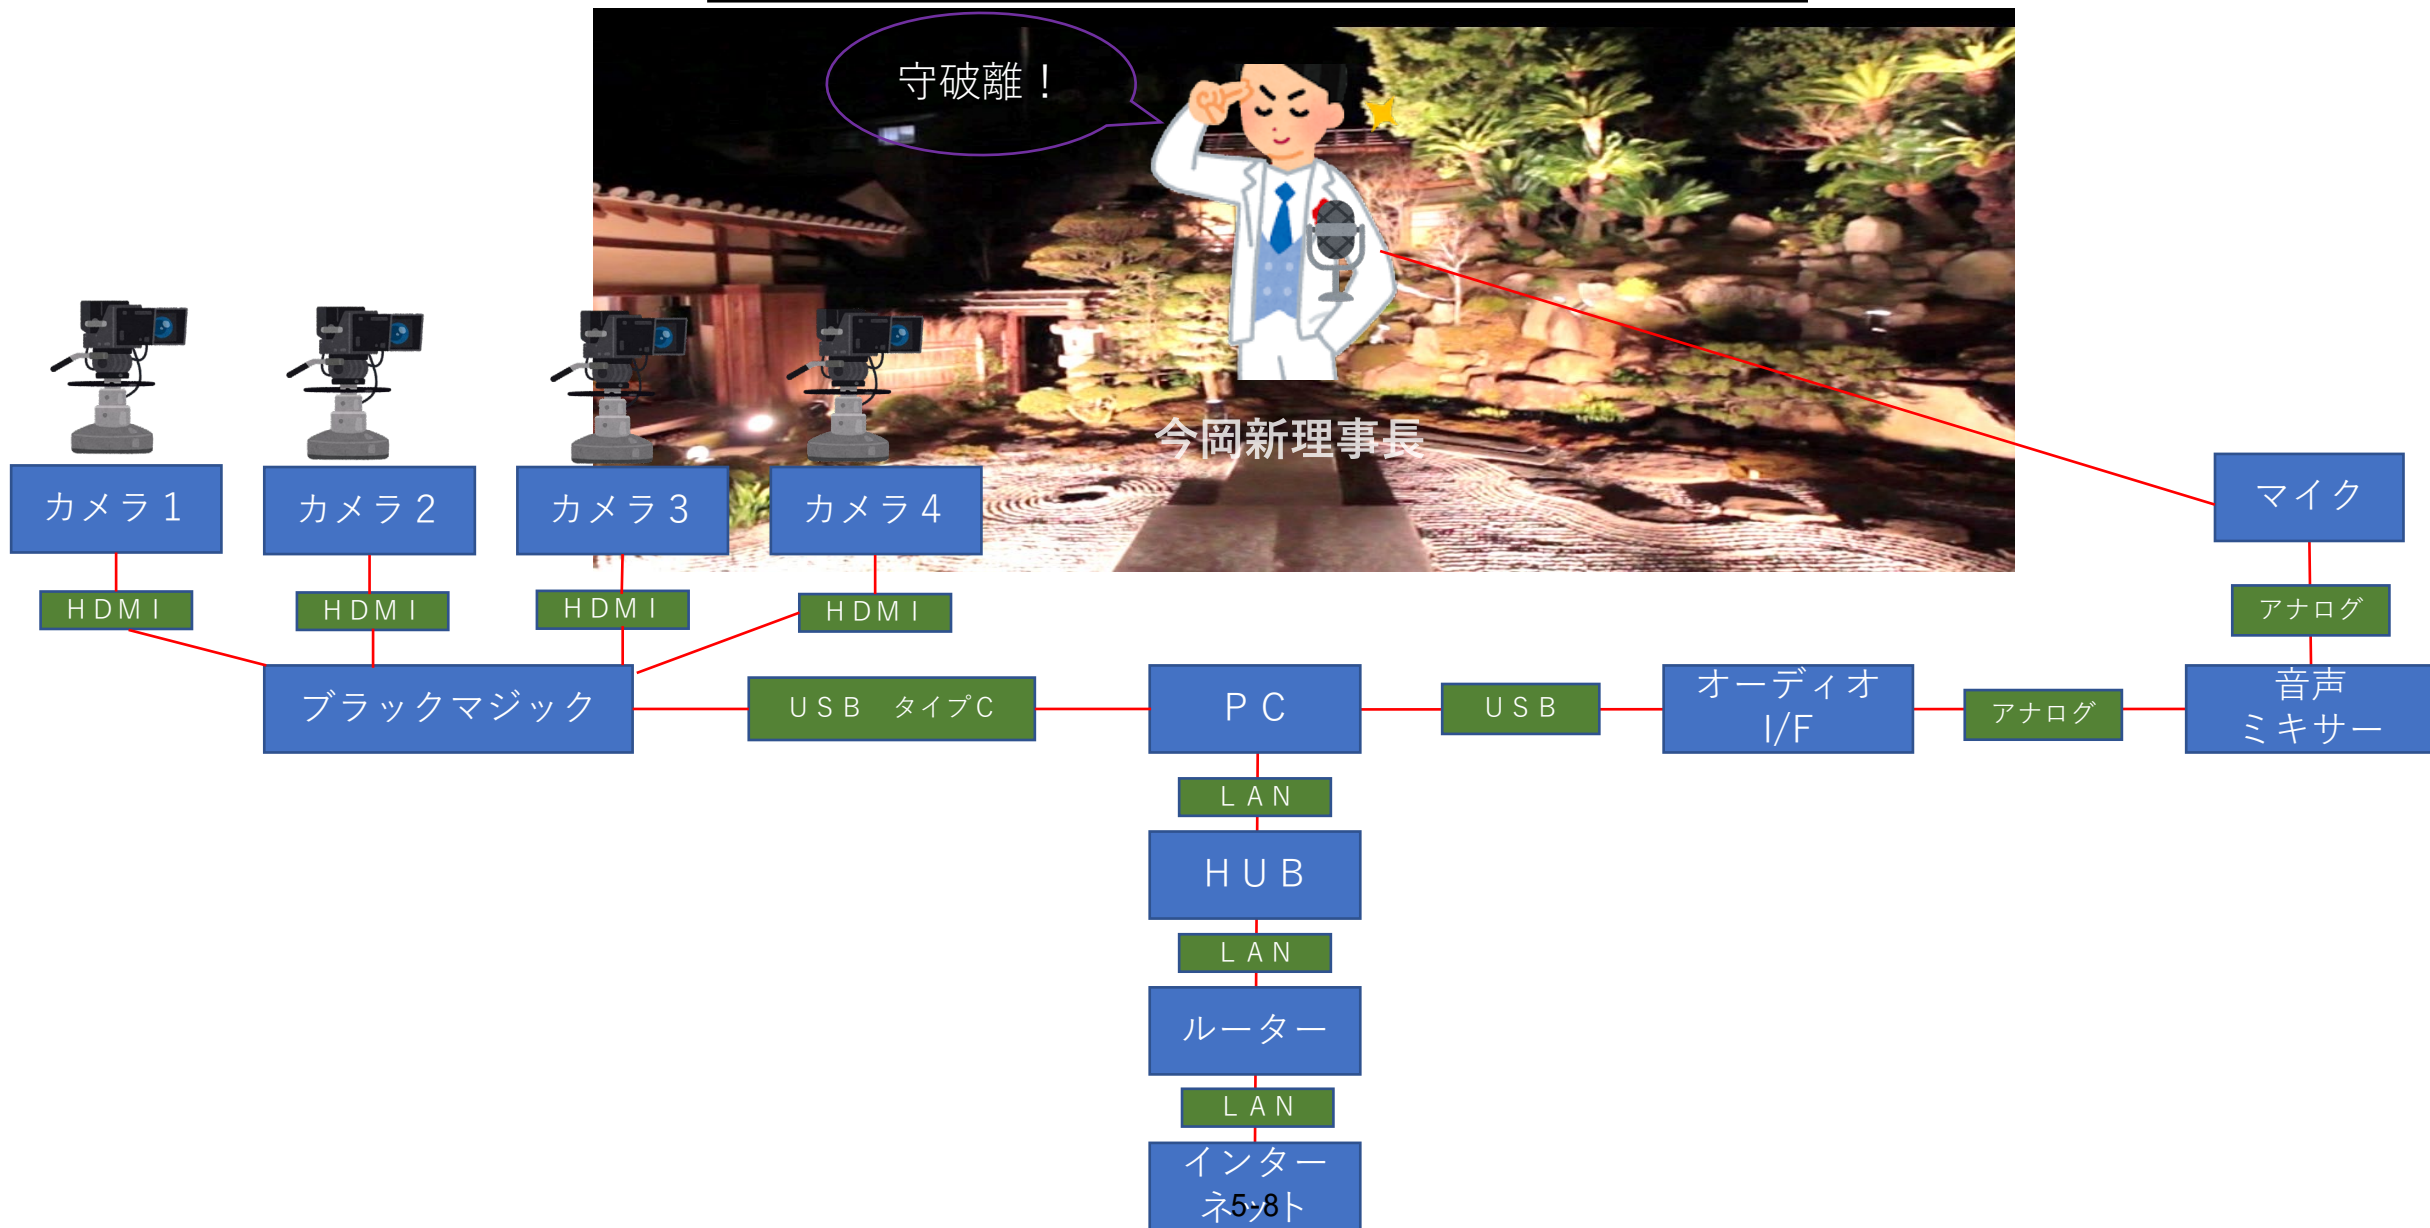 守破離！
今岡新理事長
カメラ１
カメラ２
カメラ３
カメラ４
マイク
ＨＤＭＩ
ＨＤＭＩ
ＨＤＭＩ
ＨＤＭＩ
アナログ
ブラックマジック
ＵＳＢ　タイプＣ
ＰＣ
ＵＳＢ
オーディオ
I/F
アナログ
音声
ミキサー
ＬＡＮ
ＨＵＢ
ＬＡＮ
ルーター
ＬＡＮ
インター
ネット
5-8